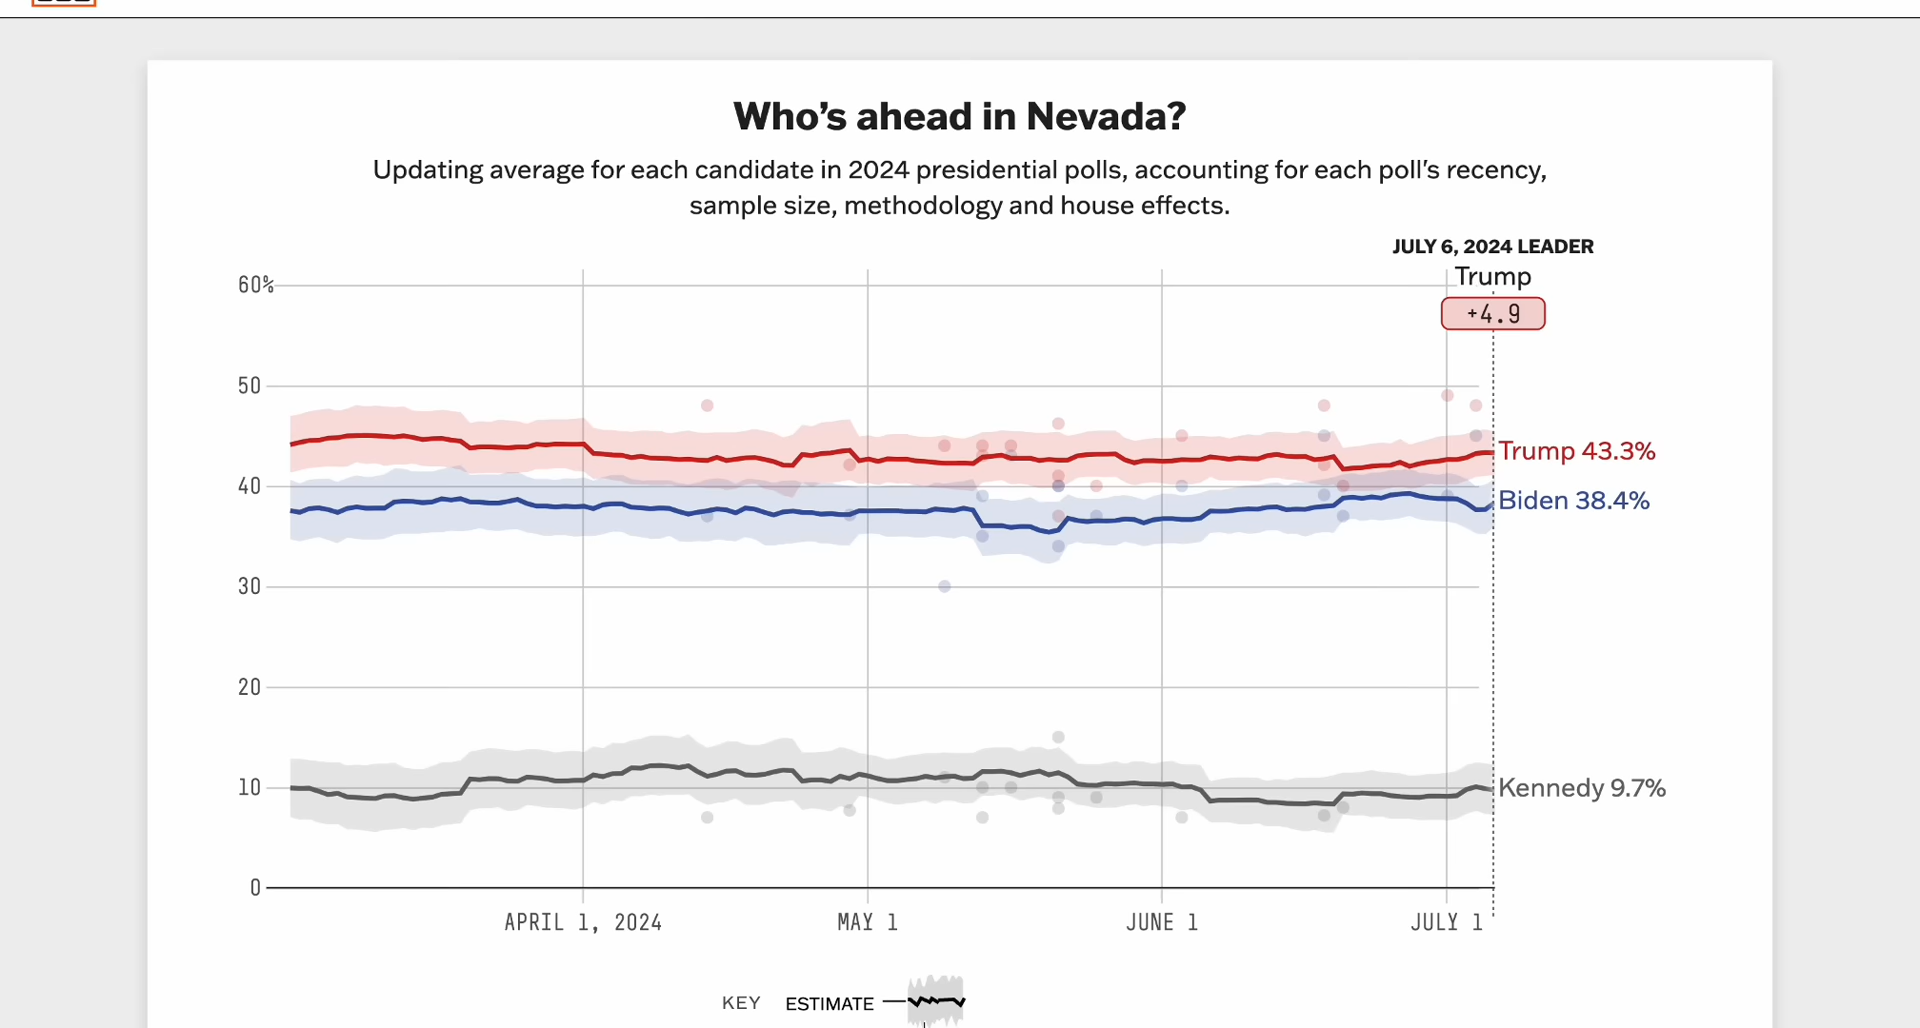 Who’s ahead in Nevada?
Updating average for each candidate in 2024 presidential polls, accounting for each poll’s recency,
sample size, methodology and house effects.
JULY 6, 2024 LEADER
Trump
+4.9
60%
50
40
30
20
10
0
Trump 43.3%
Biden 38.4%
Kennedy 9.7%
APRIL 1, 2024
MAY 1
JUNE 1
JULY 1
KEY
ESTIMATE